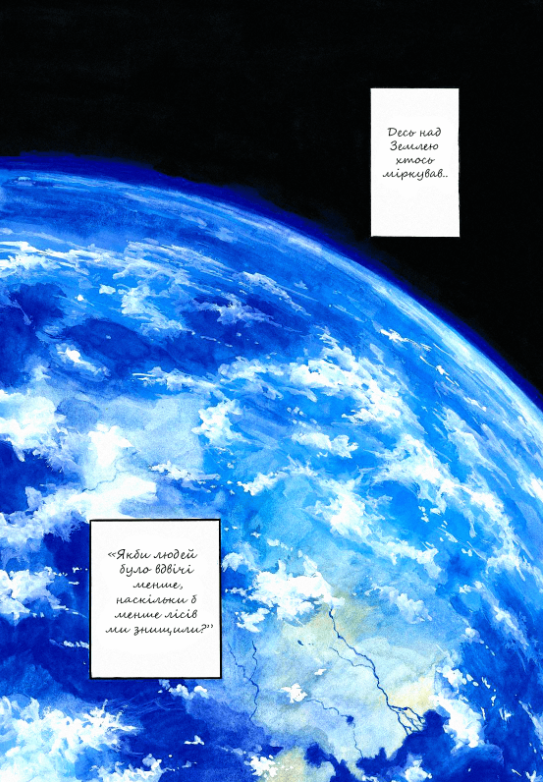 Десь над
Землею
хтось
міркував..
«Якби людей
було вдвічі
менше,
наскільки б
менше лісів
ми знищили?”